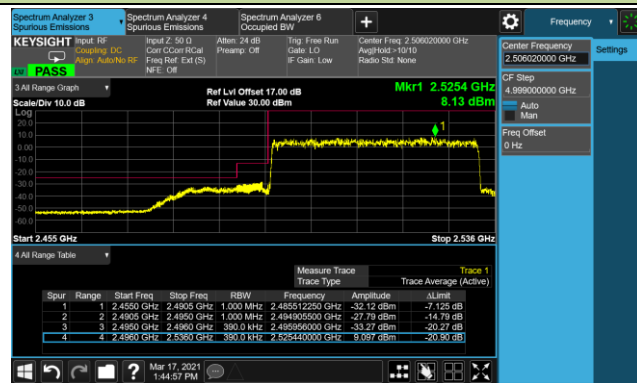 Spectrum Analyzer 3
Spurious Emissions
Spectrum Analyzer 4
Spurious Emissions
Spectrum Analyzer 6
Occupied BW
Frequency
KEYSIGHT
Input: RF
Coupling: DC
Align: Auto/No RF
Input Z: 50 Ω
Corr CCorr RCal
Freq Ref: Ext (S)
NFE: Off
Atten: 24 dB
Preamp: Off
Trig: Free Run
Gate: LO
IF Gain: Low
Center Freq: 2.506020000 GHz
Avg|Hold:>10/10
Radio Std: None
PASS
Center Frequency
2.506020000 GHz
Settings
CF Step
4.999000000 GHz
Auto
Man
Freq Offset
0 Hz
3 All Range Graph
Scale/Div 10.0 dB
Ref Lvl Offset 17.00 dB
Ref Value 30.00 dBm
Mkr1 2.5254 GHz
8.13 dBm
Log
20.0
10.0
0.00
-10.0
-20.0
-30.0
-40.0
-50.0
-60.0
1
Start 2.455 GHz
Stop 2.536 GHz
4 All Range Table
Measure Trace Trace 1
Trace Type Trace Average (Active)
Spur Range Start Freq Stop Freq RBW Frequency Amplitude ΔLimit
1 1 2.4550 GHz 2.4905 GHz 1.000 MHz 2.485512250 GHz -32.12 dBm -7.125 dB
2 2 2.4905 GHz 2.4950 GHz 1.000 MHz 2.494905500 GHz -27.79 dBm -14.79 dB
3 3 2.4950 GHz 2.4960 GHz 390.0 kHz 2.495956000 GHz -33.27 dBm -20.27 dB
4 4 2.4960 GHz 2.5360 GHz 390.0 kHz 2.525440000 GHz 9.097 dBm -20.90 dB
Mar 17, 2021
1:44:57 PM